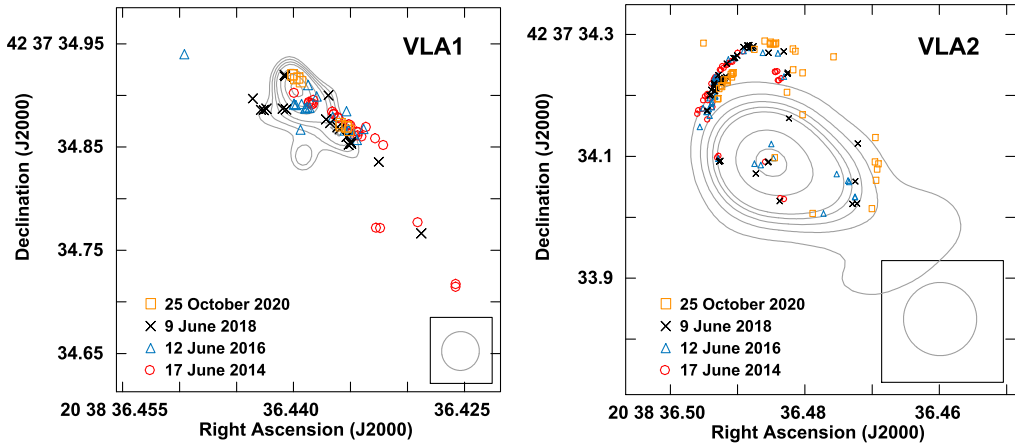 VLA1
42 37 34.95
34.85
34.75
34.65
Declination (J2000)
25 October 2020
9 June 2018
12 June 2016
17 June 2014
20 38 36.455
36.440
36.425
Right Ascension (J2000)
VLA2
42 37 34.3
34.1
33.9
Declination (J2000)
25 October 2020
9 June 2018
12 June 2016
17 June 2014
20 38 36.50
36.48
36.46
Right Ascension (J2000)